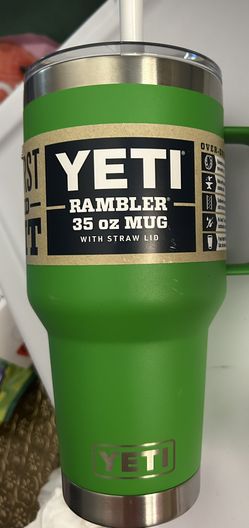 YETI
RAMBLER®
35 oz MUG
WITH STRAW LID
YETI